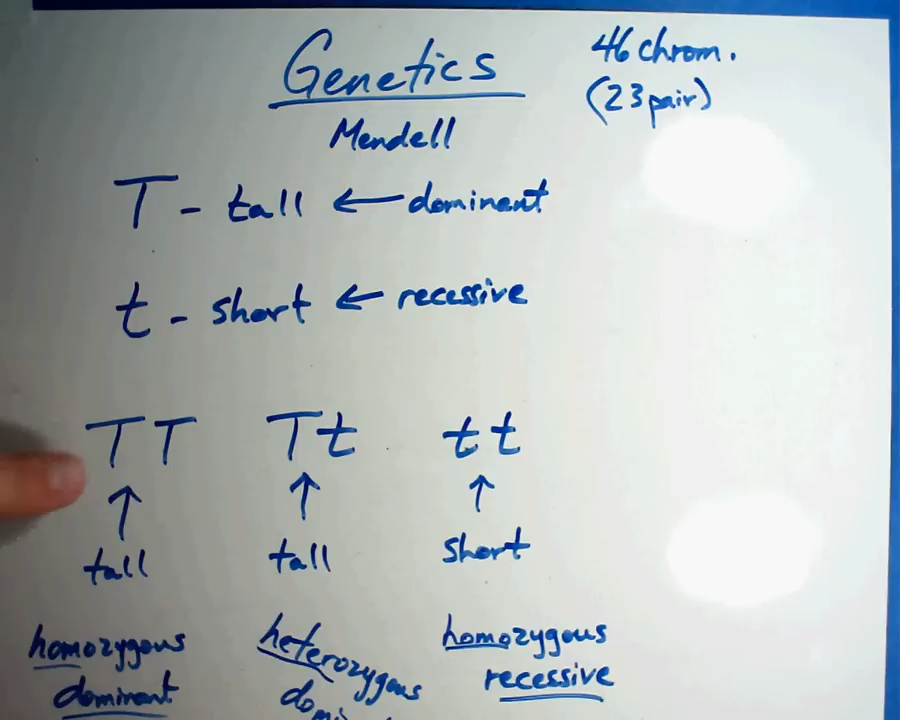 Genetics
46 chrom.
(23 pair)
Mendell
T - tall ← dominant
t - short ← recessive
TT Tt tt
↑ ↑ ↑
tall tall short
homozygous heterozygous homozygous
dominant recessive